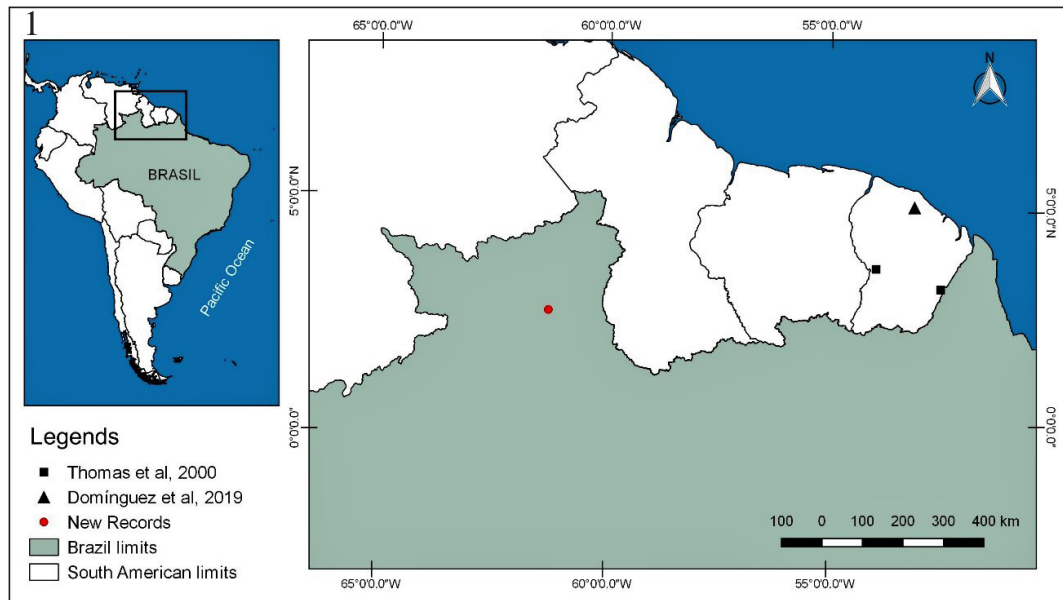 1
BRASIL
Pacific Ocean
Legends
Thomas et al, 2000
Domínguez et al, 2019
New Records
Brazil limits
South American limits
65°0'0.0"W 60°0'0.0"W 55°0'0.0"W
N
5°0'0.0"N 5°0'0.0"N
0°0'0.0" 0°0'0.0"
100 0 100 200 300 400 km
65°0'0.0"W 60°0'0.0"W 55°0'0.0"W